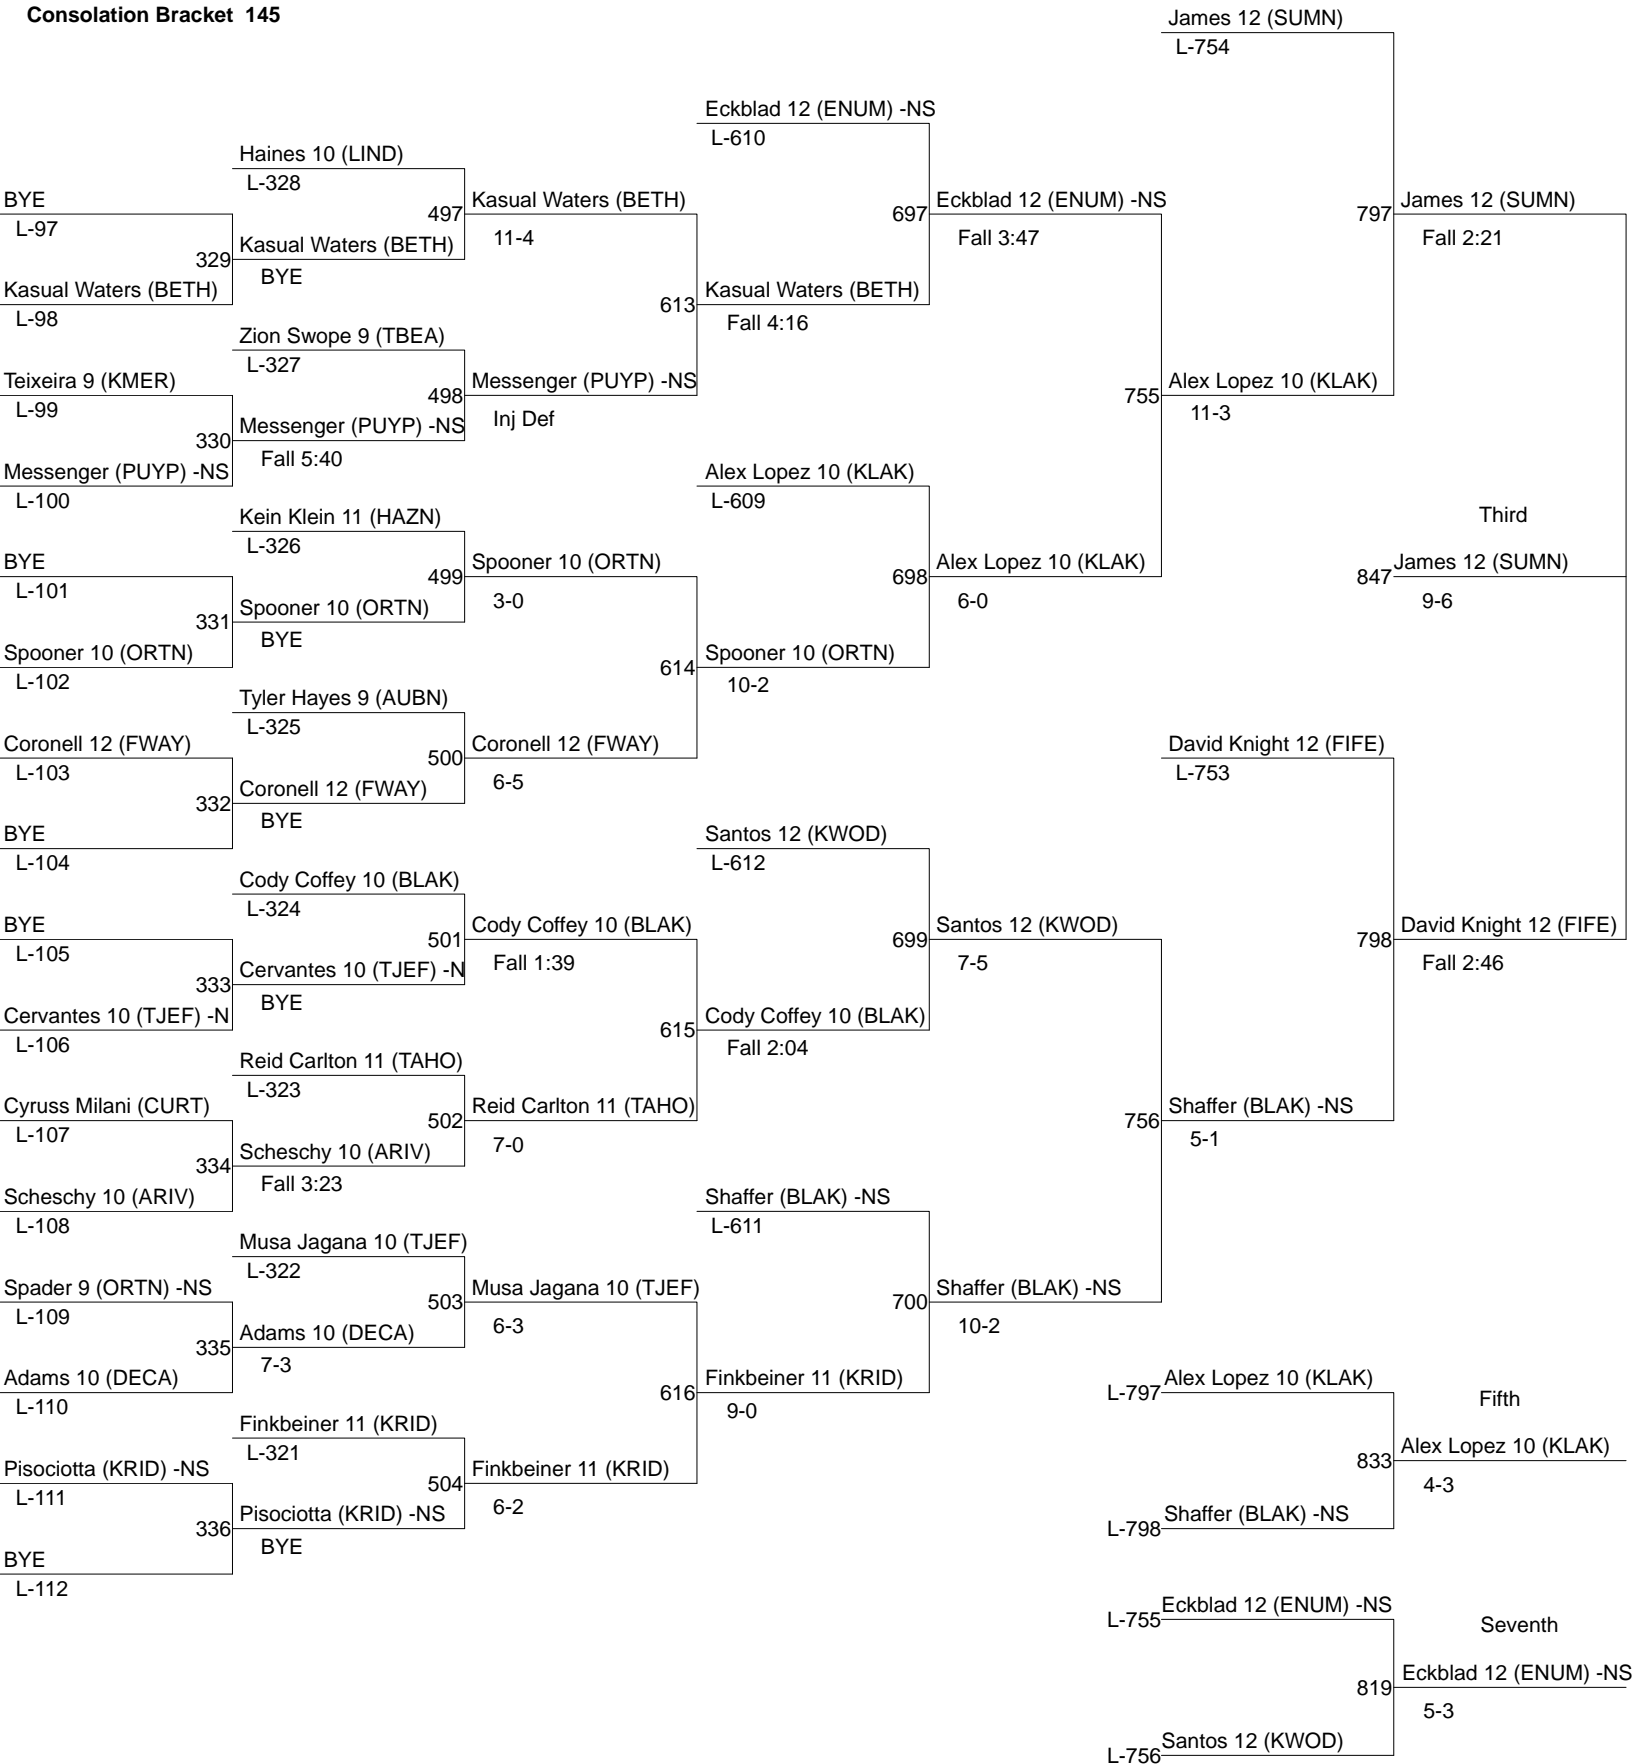 Consolation Bracket 145
BYE
L-97
329
Kasual Waters (BETH)
L-98
Teixeira 9 (KMER)
L-99
330
Messenger (PUYP) -NS
L-100
BYE
L-101
331
Spooner 10 (ORTN)
L-102
Coronell 12 (FWAY)
L-103
332
BYE
L-104
BYE
L-105
333
Cervantes 10 (TJEF) -N
L-106
Cyruss Milani (CURT)
L-107
334
Scheschy 10 (ARIV)
L-108
Spader 9 (ORTN) -NS
L-109
335
Adams 10 (DECA)
L-110
Pisociotta (KRID) -NS
L-111
336
BYE
L-112
Haines 10 (LIND)
L-328
497
Kasual Waters (BETH)
BYE
Zion Swope 9 (TBEA)
L-327
498
Messenger (PUYP) -NS
Fall 5:40
Kein Klein 11 (HAZN)
L-326
499
Spooner 10 (ORTN)
BYE
Tyler Hayes 9 (AUBN)
L-325
500
Coronell 12 (FWAY)
BYE
Cody Coffey 10 (BLAK)
L-324
501
Cervantes 10 (TJEF) -N
BYE
Reid Carlton 11 (TAHO)
L-323
502
Scheschy 10 (ARIV)
Fall 3:23
Musa Jagana 10 (TJEF)
L-322
503
Adams 10 (DECA)
7-3
Finkbeiner 11 (KRID)
L-321
504
Pisociotta (KRID) -NS
BYE
Kasual Waters (BETH)
11-4
613
Messenger (PUYP) -NS
Inj Def
Spooner 10 (ORTN)
3-0
614
Coronell 12 (FWAY)
6-5
Cody Coffey 10 (BLAK)
Fall 1:39
615
Reid Carlton 11 (TAHO)
7-0
Musa Jagana 10 (TJEF)
6-3
616
Finkbeiner 11 (KRID)
6-2
Eckblad 12 (ENUM) -NS
L-610
697
Kasual Waters (BETH)
Fall 4:16
Alex Lopez 10 (KLAK)
L-609
698
Spooner 10 (ORTN)
10-2
Santos 12 (KWOD)
L-612
699
Cody Coffey 10 (BLAK)
Fall 2:04
Shaffer (BLAK) -NS
L-611
700
Finkbeiner 11 (KRID)
9-0
Eckblad 12 (ENUM) -NS
Fall 3:47
755
Alex Lopez 10 (KLAK)
6-0
Santos 12 (KWOD)
7-5
756
Shaffer (BLAK) -NS
10-2
James 12 (SUMN)
L-754
797
Alex Lopez 10 (KLAK)
11-3
David Knight 12 (FIFE)
L-753
798
Shaffer (BLAK) -NS
5-1
James 12 (SUMN)
Fall 2:21
Third
847
James 12 (SUMN)
9-6
David Knight 12 (FIFE)
Fall 2:46
L-797
Alex Lopez 10 (KLAK)
Fifth
833
Alex Lopez 10 (KLAK)
4-3
L-798
Shaffer (BLAK) -NS
L-755
Eckblad 12 (ENUM) -NS
Seventh
819
Eckblad 12 (ENUM) -NS
5-3
L-756
Santos 12 (KWOD)